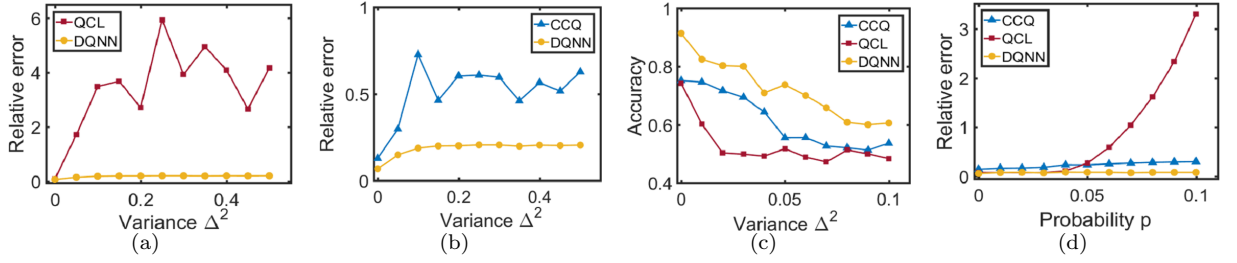 Relative error
6
4
2
0
QCL
DQNN
0
0.2
0.4
Variance Δ²
(a)
Relative error
1
0.5
0
CCQ
DQNN
0
0.2
0.4
Variance Δ²
(b)
Accuracy
1
0.8
0.6
0.4
CCQ
QCL
DQNN
0
0.05
0.1
Variance Δ²
(c)
Relative error
3
2
1
0
CCQ
QCL
DQNN
0
0.05
0.1
Probability p
(d)